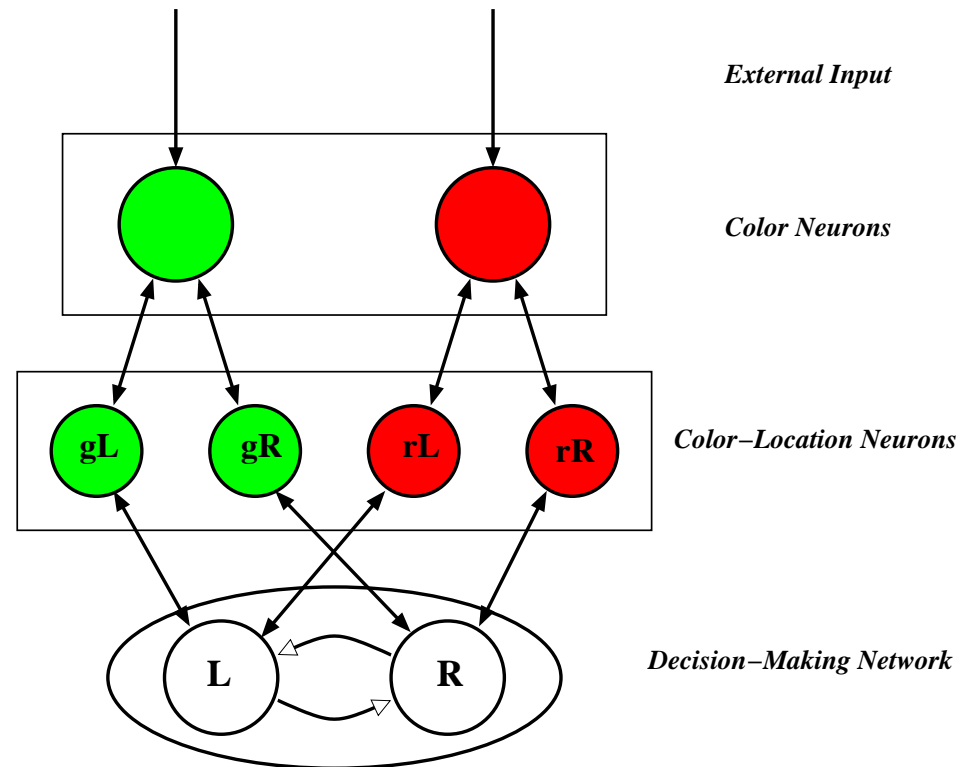 External Input
Color Neurons
gL gR rL rR
Color–Location Neurons
L R
Decision–Making Network